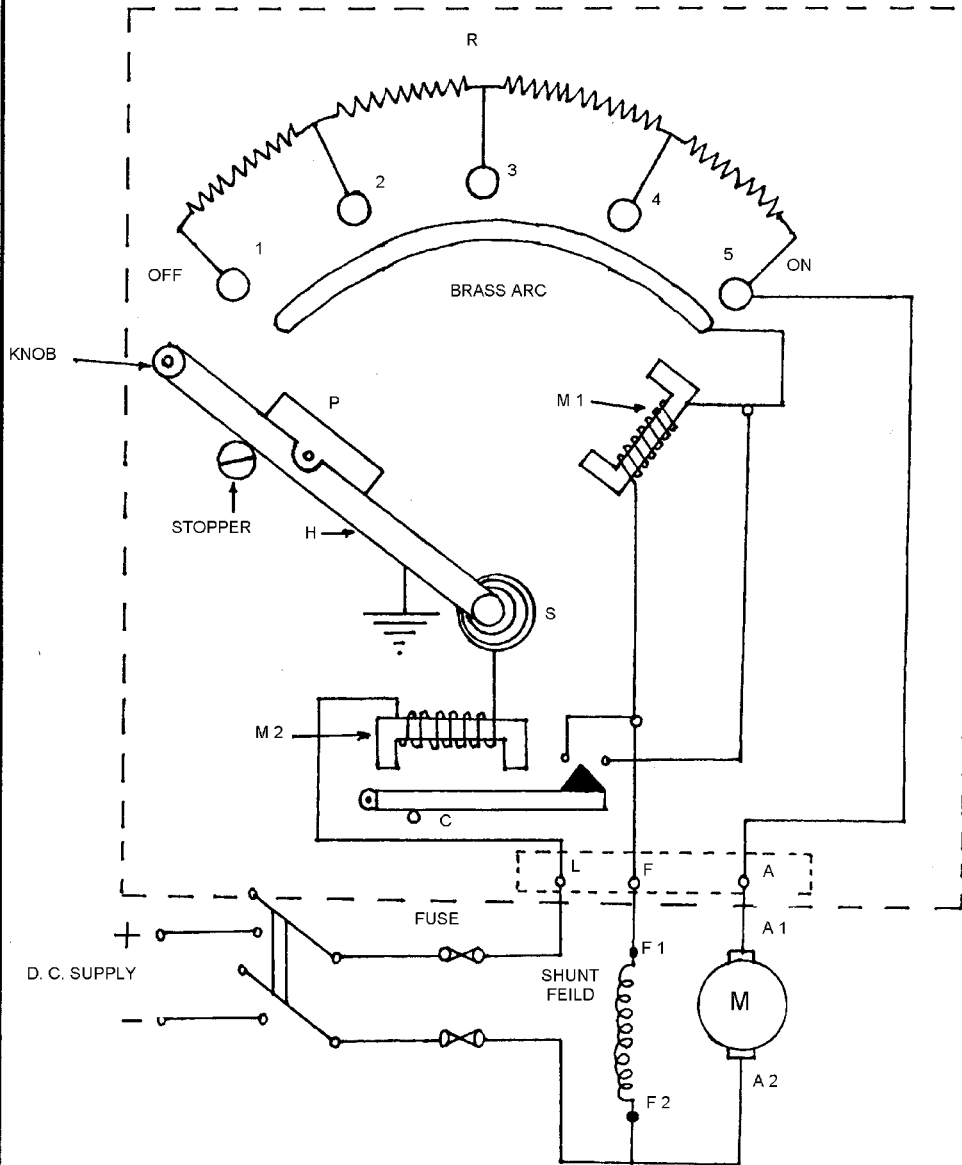 R
2
3
4
1
5
OFF
ON
BRASS ARC
KNOB
P
M 1
STOPPER
H
S
M 2
C
L
F
A
FUSE
A 1
+
F 1
D. C. SUPPLY
SHUNT
FEILD
M
-
A 2
F 2